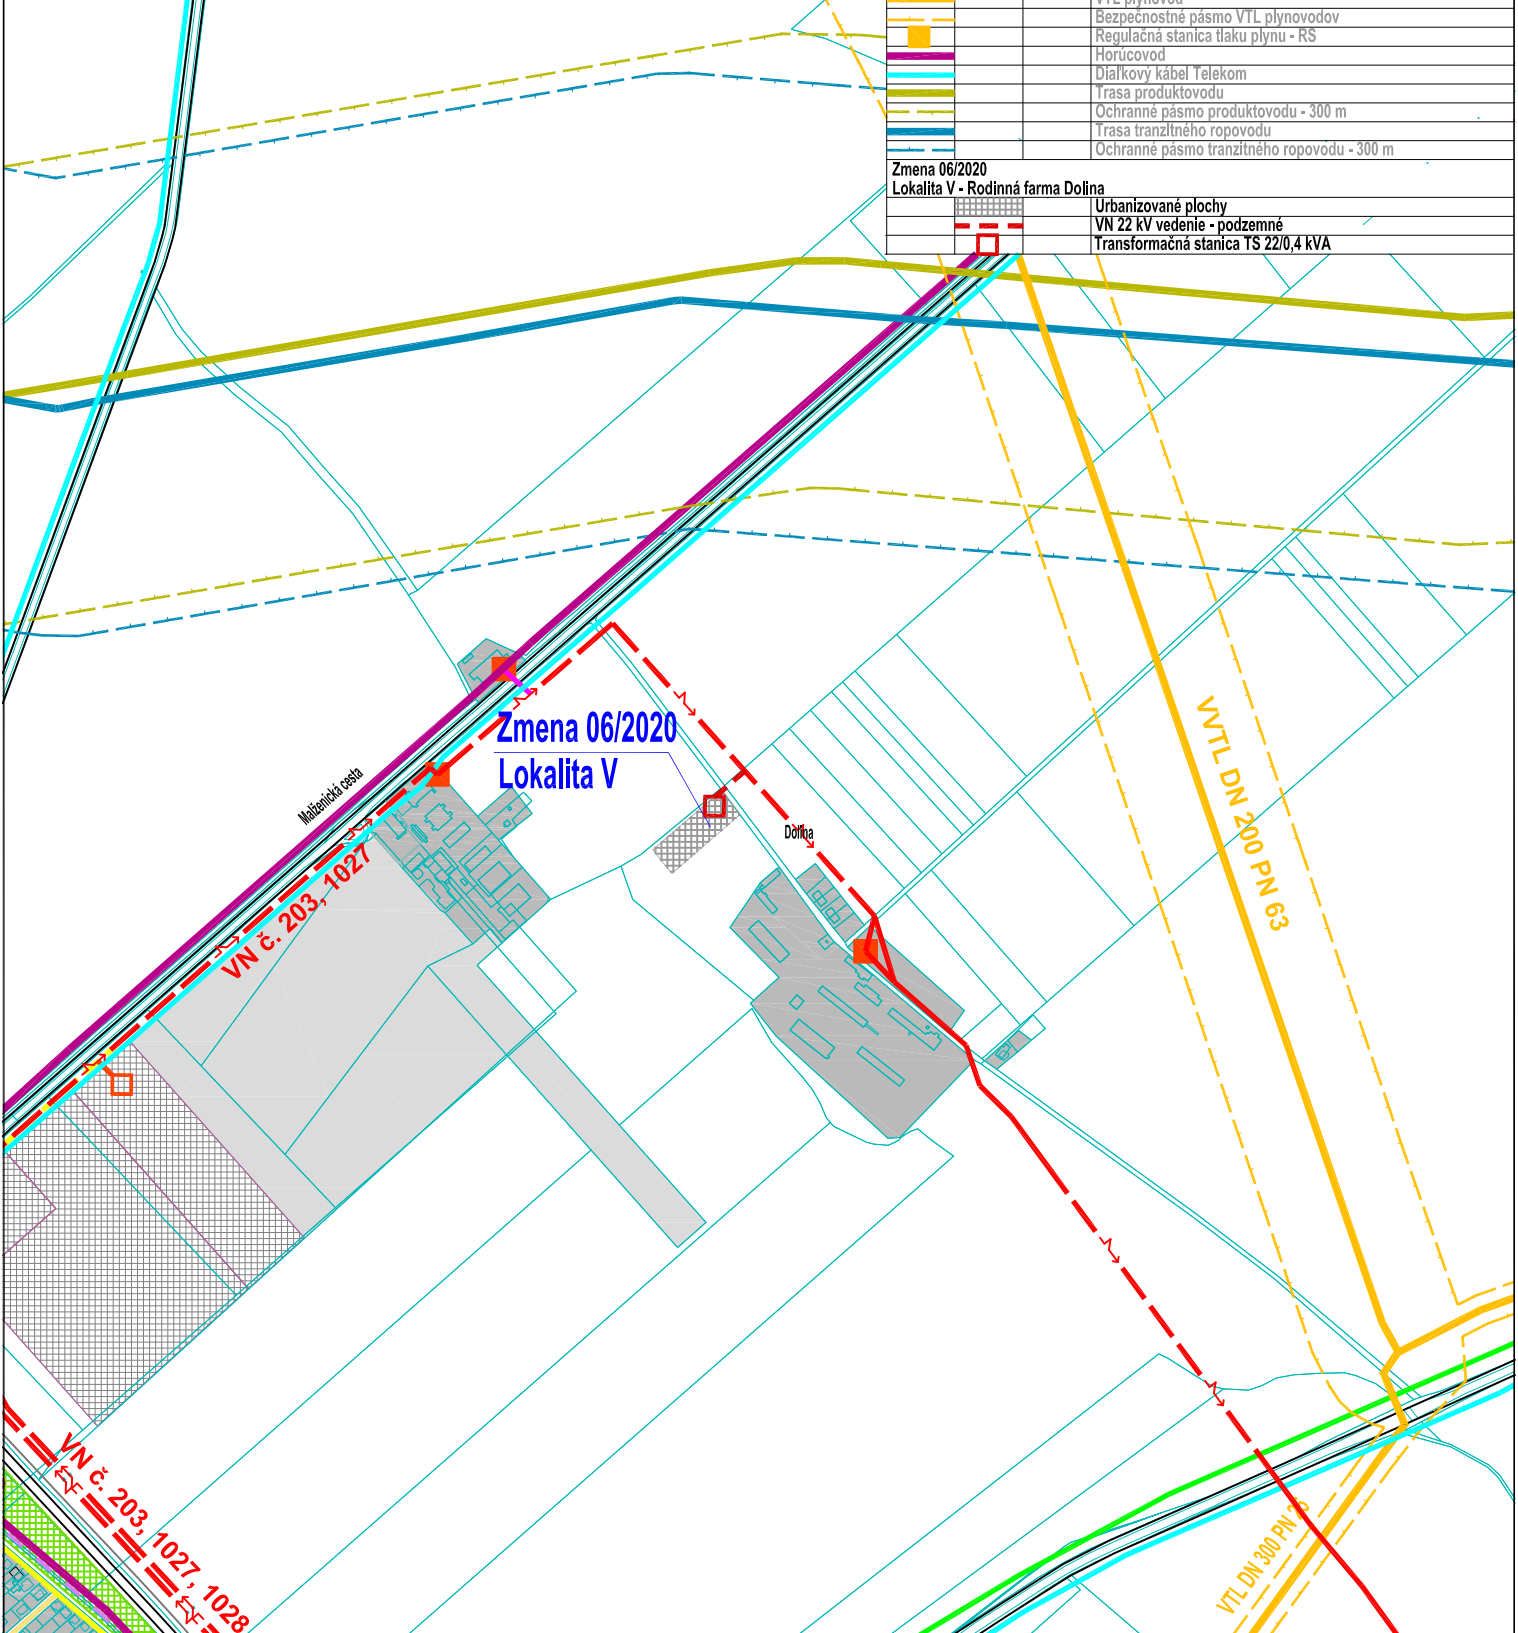 VTL plynovod
Bezpečnostné pásmo VTL plynovodov
Regulačná stanica tlaku plynu - RS
Horúcovod
Diaľkový kábel Telekom
Trasa produktovodu
Ochranné pásmo produktovodu - 300 m
Trasa tranzitného ropovodu
Ochranné pásmo tranzitného ropovodu - 300 m
Zmena 06/2020
Lokalita V - Rodinná farma Dolina
Urbanizované plochy
VN 22 kV vedenie - podzemné
Transformačná stanica TS 22/0,4 kVA
Zmena 06/2020
Lokalita V
Malženická cesta
Dolina
VN č. 203, 1027
VVTL DN 200 PN 63
VN č. 203, 1027, 1028
VTL DN 300 PN 25